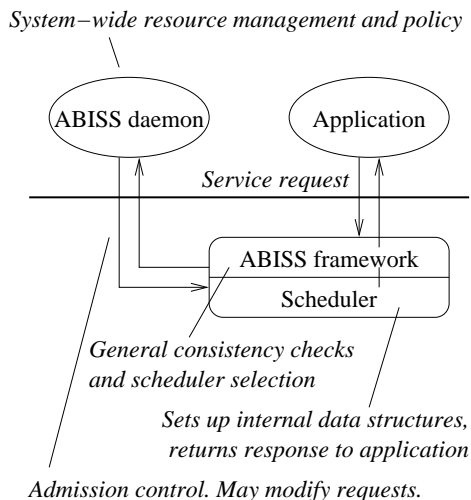 System−wide resource management and policy
ABISS daemon
Application
Service request
ABISS framework
Scheduler
General consistency checks
and scheduler selection
Sets up internal data structures,
returns response to application
Admission control. May modify requests.